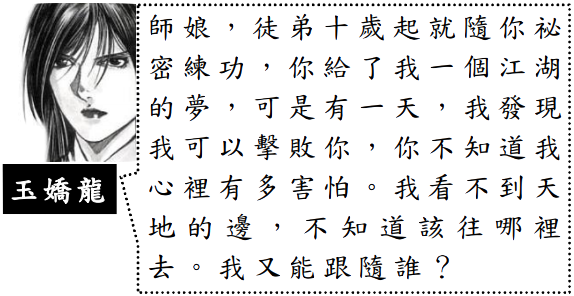 師娘，徒弟十歲起就隨你祕
密練功，你給了我一個江湖
的夢，可是有一天，我發現
我可以擊敗你，你不知道我
心裡有多害怕。我看不到天
地的邊，不知道該往哪裡
去。我又能跟隨誰？
玉嬌龍